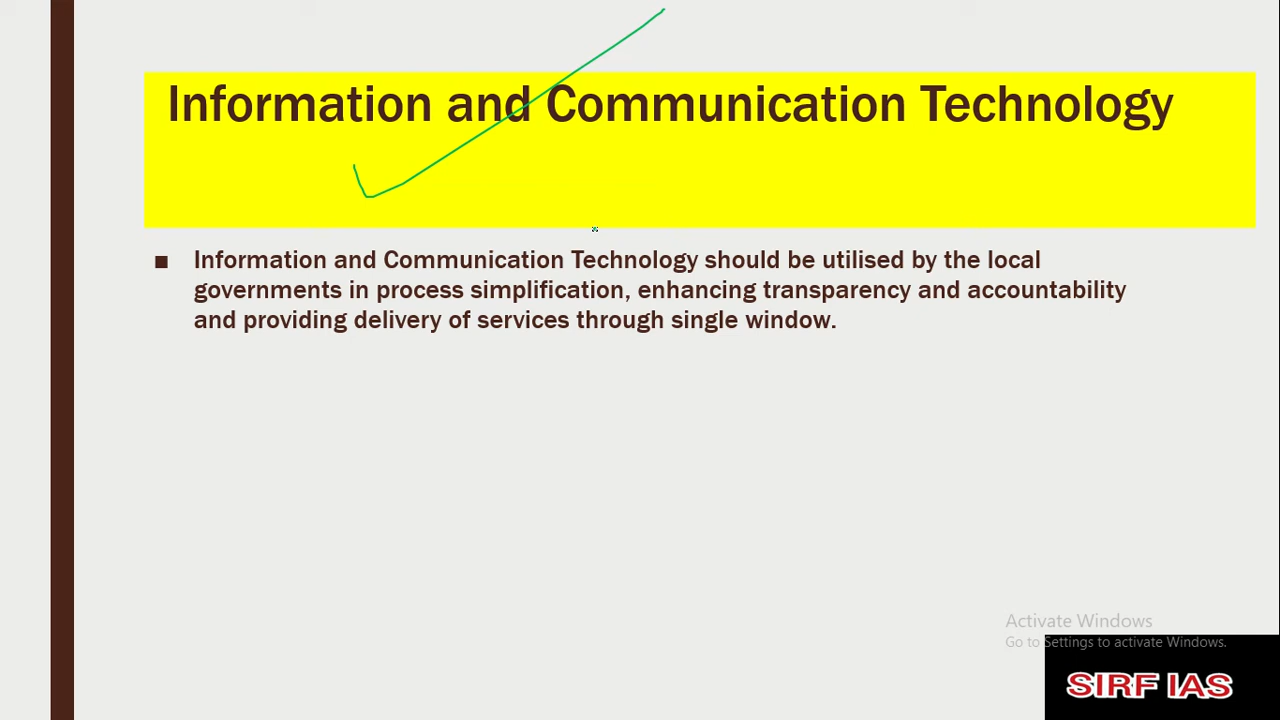 Information and Communication Technology
■ Information and Communication Technology should be utilised by the local
governments in process simplification, enhancing transparency and accountability
and providing delivery of services through single window.
Activate Windows
Go to Settings to activate Windows.
SIRF IAS